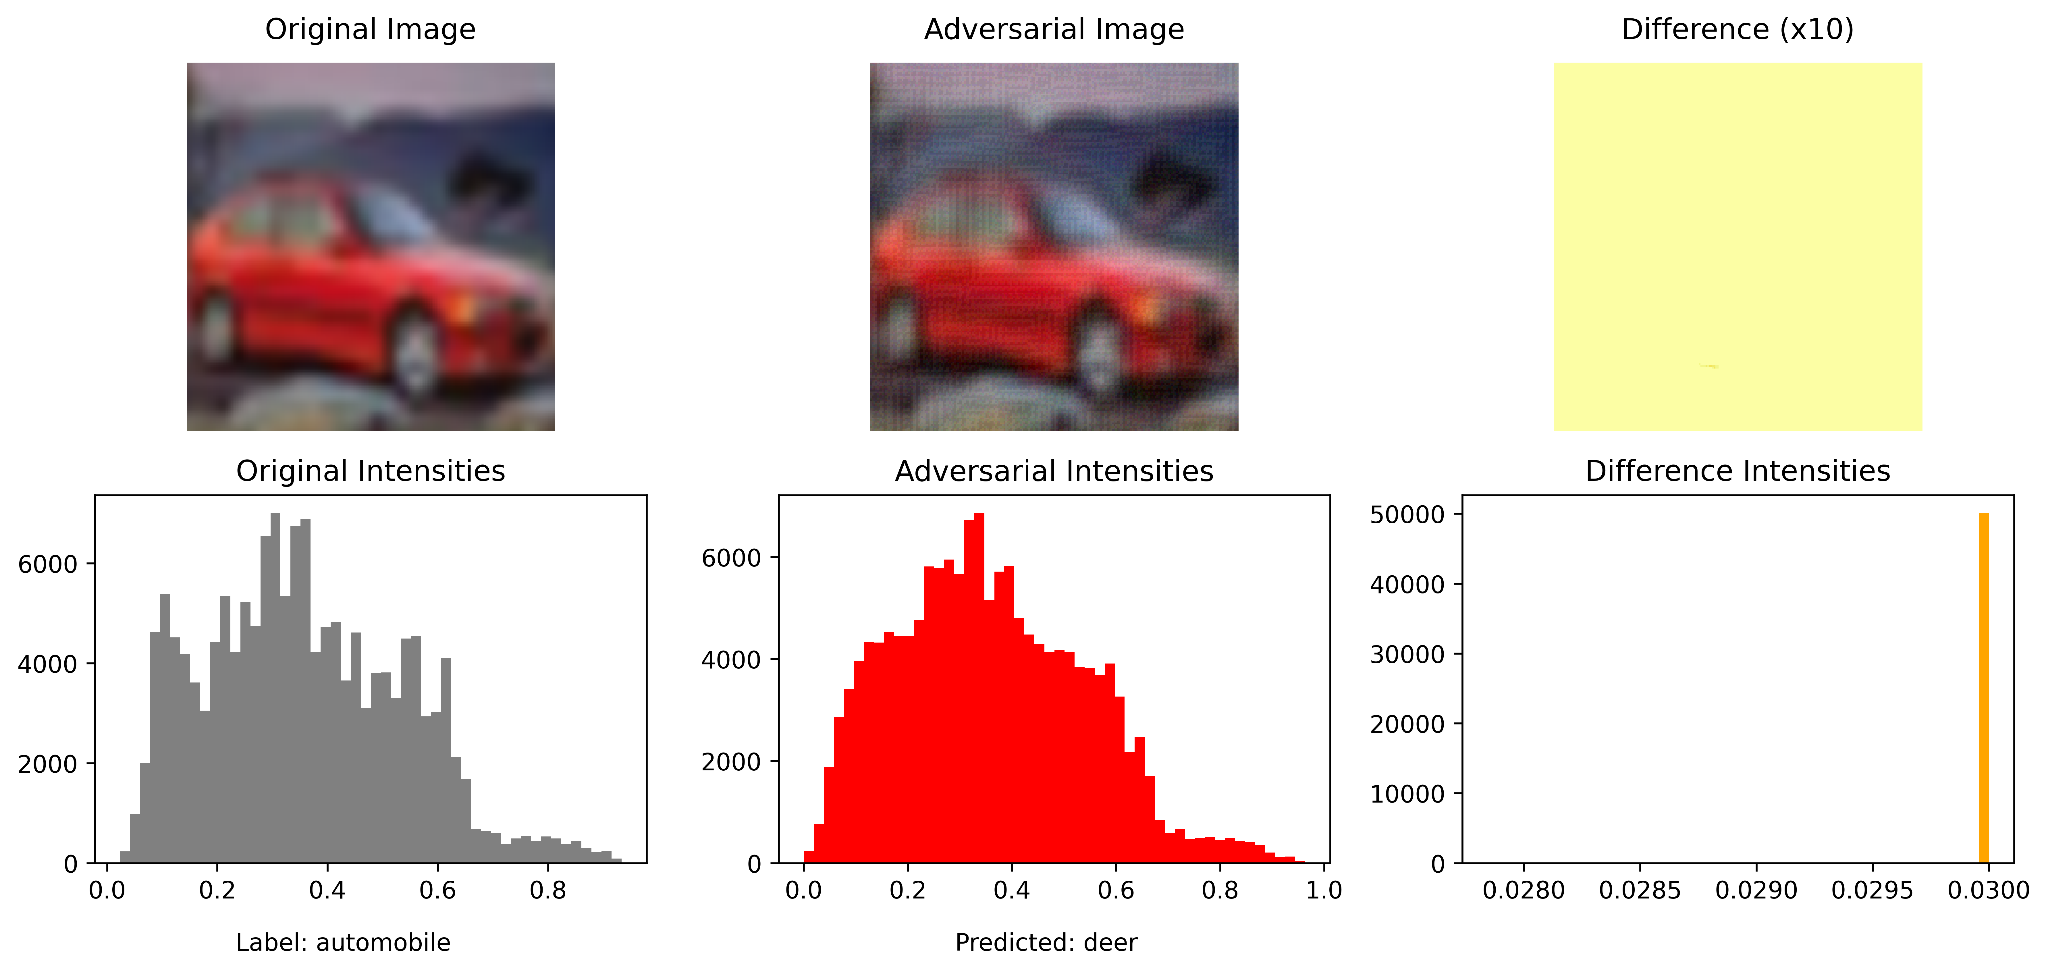 Original Image
Adversarial Image
Difference (x10)
Original Intensities
Adversarial Intensities
Difference Intensities
6000
4000
2000
0
0.0 0.2 0.4 0.6 0.8
Label: automobile
6000
4000
2000
0
0.0 0.2 0.4 0.6 0.8 1.0
Predicted: deer
50000
40000
30000
20000
10000
0
0.0280 0.0285 0.0290 0.0295 0.0300